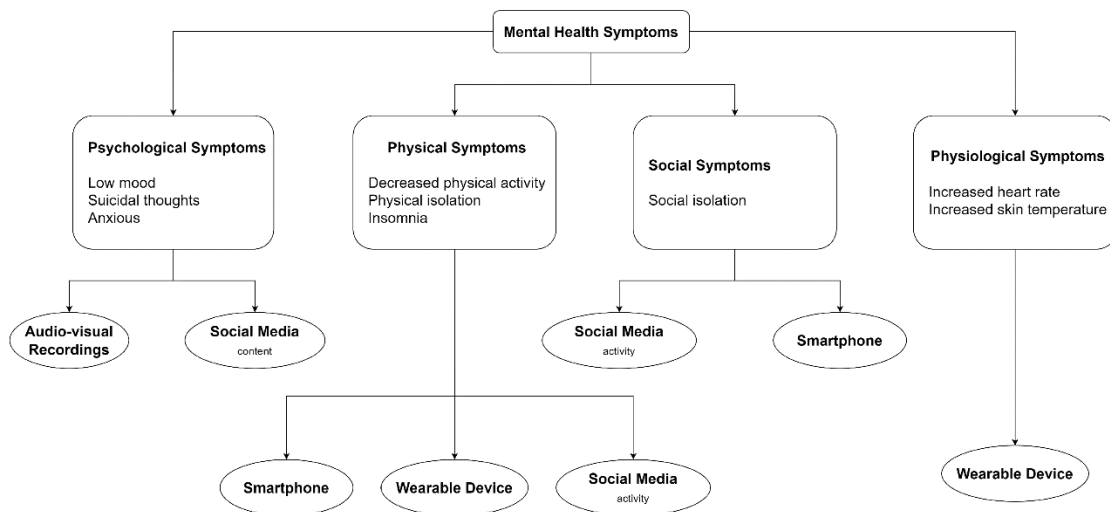 Mental Health Symptoms
Psychological Symptoms
Low mood
Suicidal thoughts
Anxious
Physical Symptoms
Decreased physical activity
Physical isolation
Insomnia
Social Symptoms
Social isolation
Physiological Symptoms
Increased heart rate
Increased skin temperature
Audio-visual
Recordings
Social Media
content
Social Media
activity
Smartphone
Smartphone
Wearable Device
Social Media
activity
Wearable Device